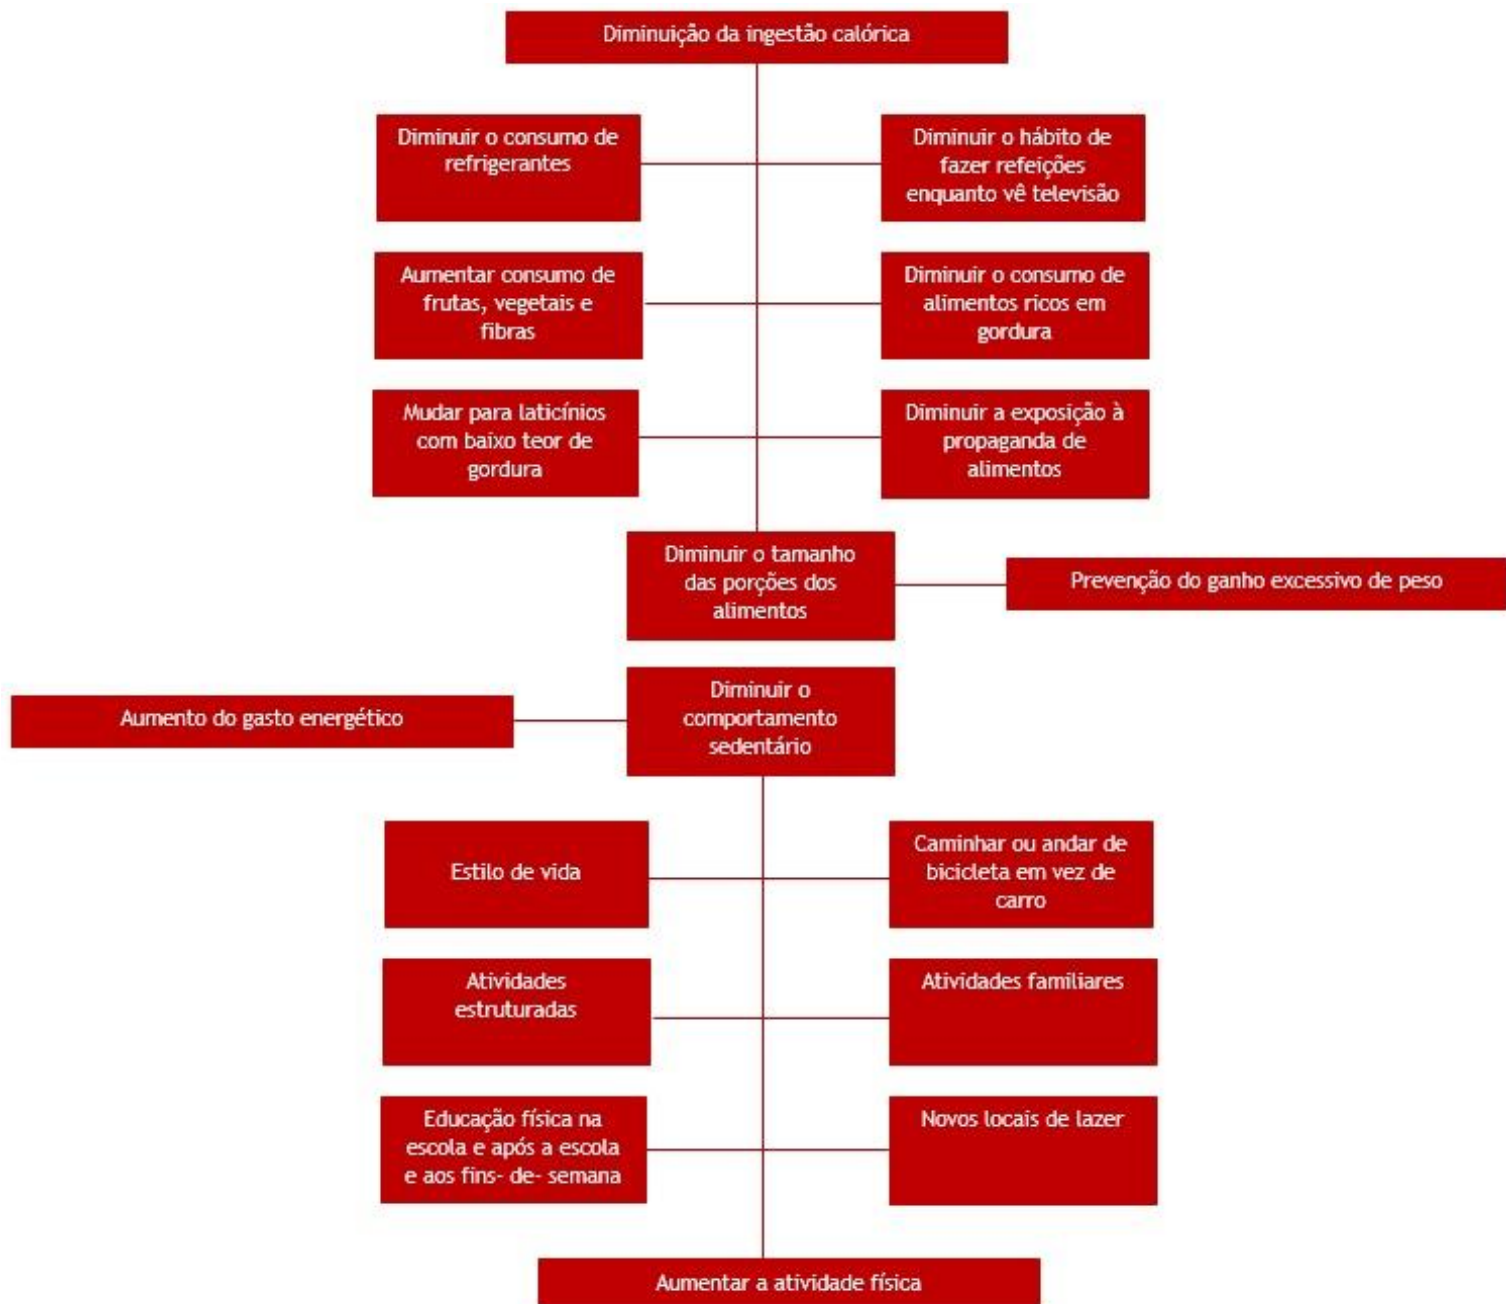 Diminuição da ingestão calórica
Diminuir o consumo de
refrigerantes
Diminuir o hábito de
fazer refeições
enquanto vê televisão
Aumentar consumo de
frutas, vegetais e
fibras
Diminuir o consumo de
alimentos ricos em
gordura
Mudar para laticínios
com baixo teor de
gordura
Diminuir a exposição à
propaganda de
alimentos
Diminuir o tamanho
das porções dos
alimentos
Prevenção do ganho excessivo de peso
Aumento do gasto energético
Diminuir o
comportamento
sedentário
Estilo de vida
Caminhar ou andar de
bicicleta em vez de
carro
Atividades
estruturadas
Atividades familiares
Educação física na
escola e após a escola
e aos fins- de- semana
Novos locais de lazer
Aumentar a atividade física